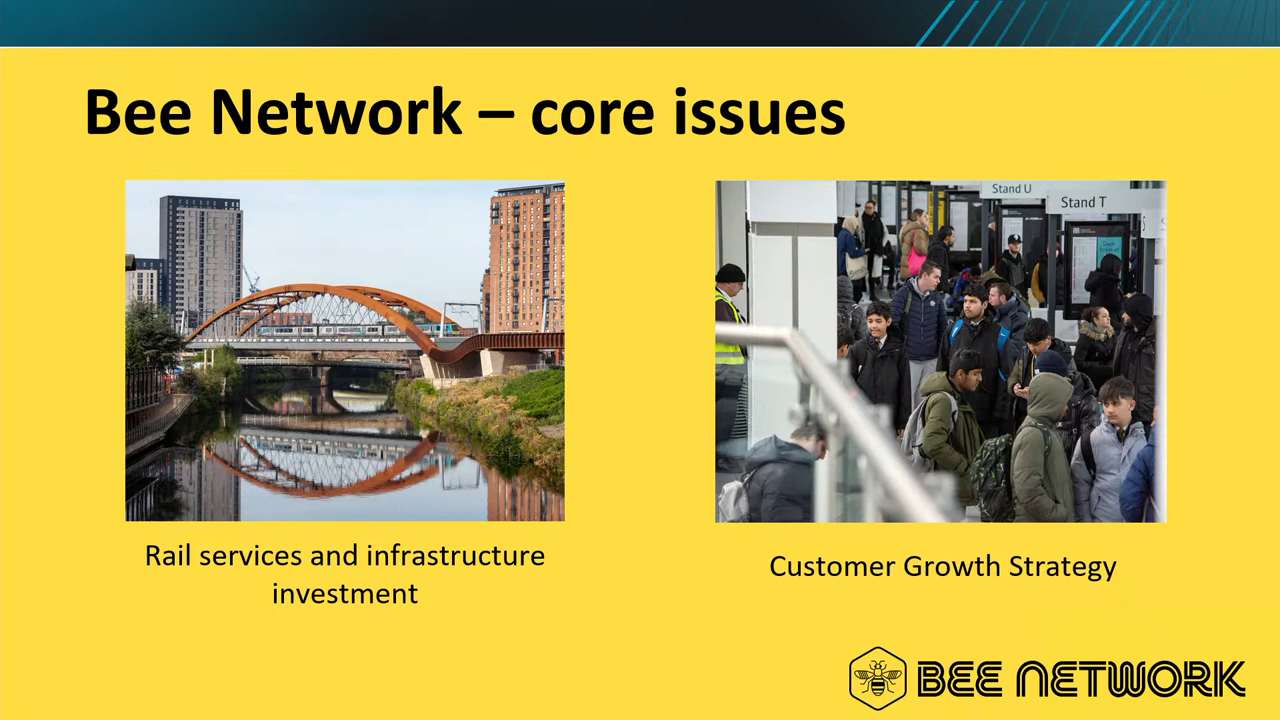 Bee Network – core issues
Stand U
Stand T
Rail services and infrastructure
investment
Customer Growth Strategy
BEE NETWORK